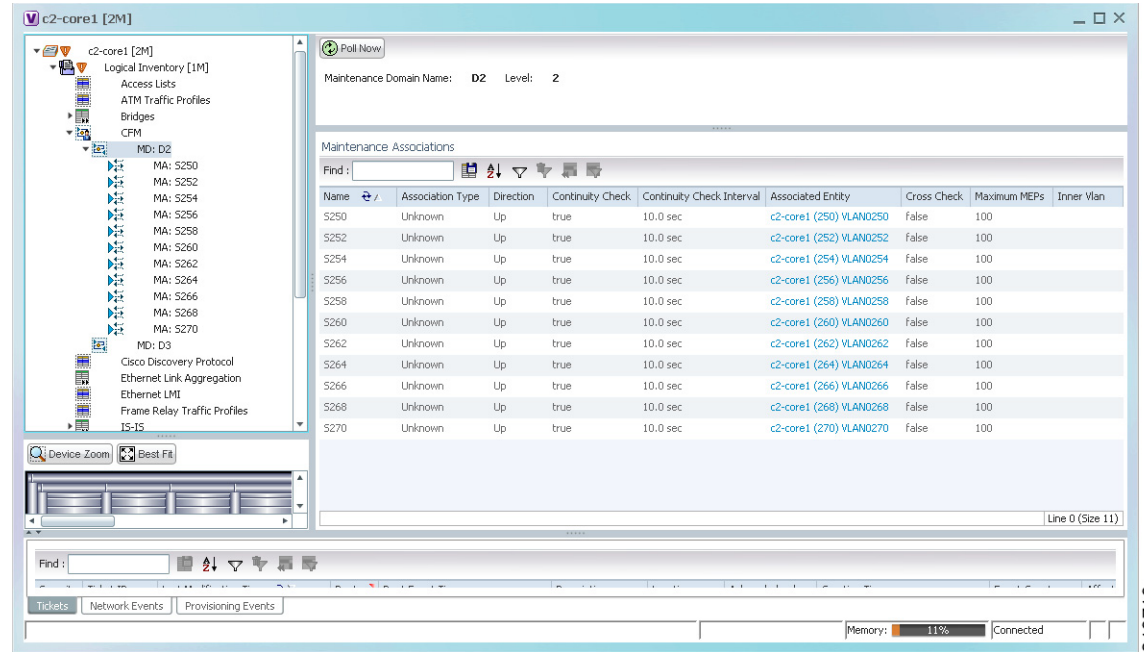 c2-core1 [2M]
c2-core1 [2M]
Logical Inventory [1M]
Access Lists
ATM Traffic Profiles
Bridges
CFM
MD: D2
MA: S250
MA: S252
MA: S254
MA: S256
MA: S258
MA: S260
MA: S262
MA: S264
MA: S266
MA: S268
MA: S270
MD: D3
Cisco Discovery Protocol
Ethernet Link Aggregation
Ethernet LMI
Frame Relay Traffic Profiles
IS-IS
Device Zoom Best Fit
Poll Now
Maintenance Domain Name: D2 Level: 2
Maintenance Associations
Find :
Name Association Type Direction Continuity Check Continuity Check Interval Associated Entity Cross Check Maximum MEPs Inner Vlan
S250 Unknown Up true 10.0 sec c2-core1 (250) VLAN0250 false 100
S252 Unknown Up true 10.0 sec c2-core1 (252) VLAN0252 false 100
S254 Unknown Up true 10.0 sec c2-core1 (254) VLAN0254 false 100
S256 Unknown Up true 10.0 sec c2-core1 (256) VLAN0256 false 100
S258 Unknown Up true 10.0 sec c2-core1 (258) VLAN0258 false 100
S260 Unknown Up true 10.0 sec c2-core1 (260) VLAN0260 false 100
S262 Unknown Up true 10.0 sec c2-core1 (262) VLAN0262 false 100
S264 Unknown Up true 10.0 sec c2-core1 (264) VLAN0264 false 100
S266 Unknown Up true 10.0 sec c2-core1 (266) VLAN0266 false 100
S268 Unknown Up true 10.0 sec c2-core1 (268) VLAN0268 false 100
S270 Unknown Up true 10.0 sec c2-core1 (270) VLAN0270 false 100
Line 0 (Size 11)
Find :
Tickets Network Events Provisioning Events
Memory: 11% Connected